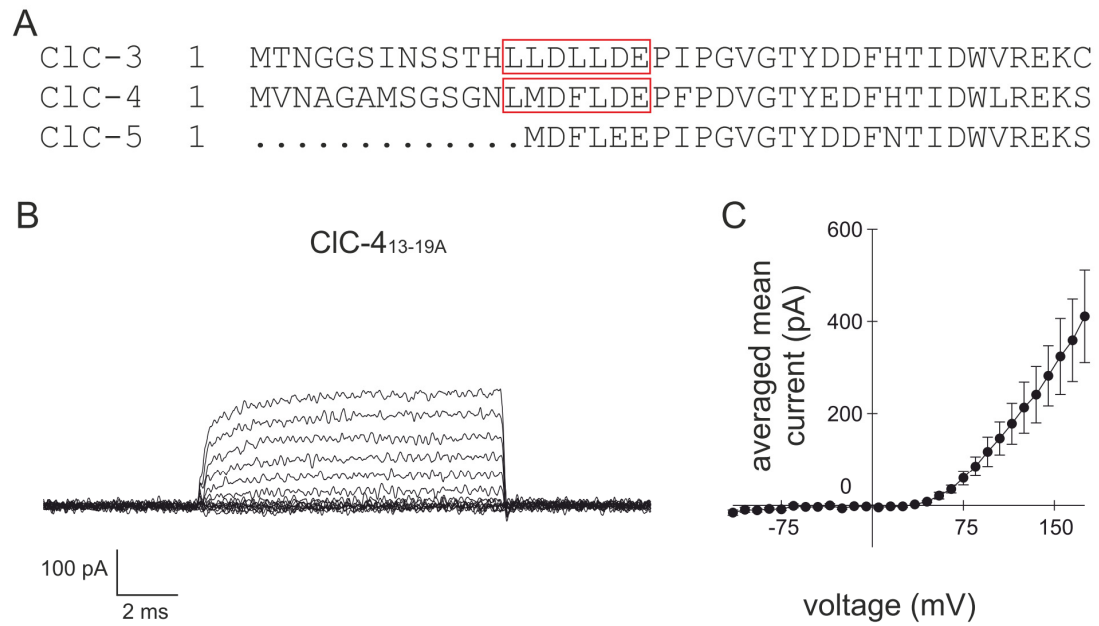 A
ClC-3 1 MTNGGSINSSTHLLDLLDEPIPGVGTYDDFHTIDWVREKC
ClC-4 1 MVNAGAMSGSGNLMDFLDEPFPDVGTYEDFHTIDWLREKS
ClC-5 1 .............MDFLEEPIPGVGTYDDFNTIDWVREKS
B
ClC-413-19A
100 pA
2 ms
C
averaged mean
current (pA)
600
400
200
0
-75 75 150
voltage (mV)